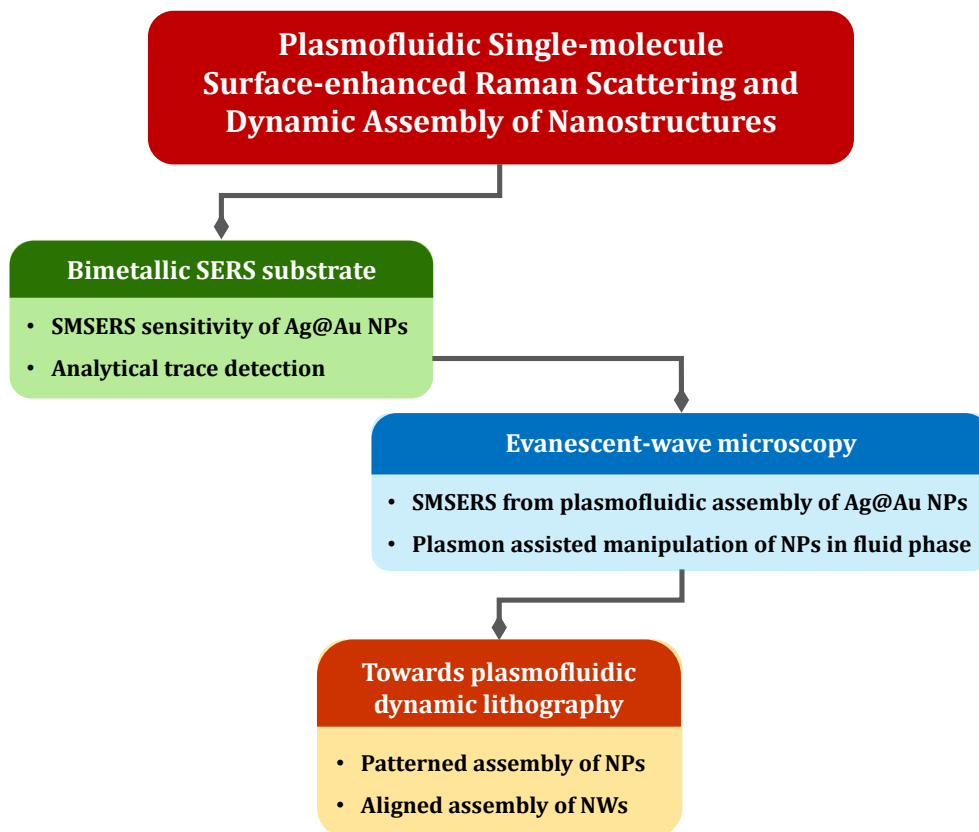 Plasmofluidic Single-molecule
Surface-enhanced Raman Scattering and
Dynamic Assembly of Nanostructures
Bimetallic SERS substrate
• SMSERS sensitivity of Ag@Au NPs
• Analytical trace detection
Evanescent-wave microscopy
• SMSERS from plasmofluidic assembly of Ag@Au NPs
• Plasmon assisted manipulation of NPs in fluid phase
Towards plasmofluidic
dynamic lithography
• Patterned assembly of NPs
• Aligned assembly of NWs